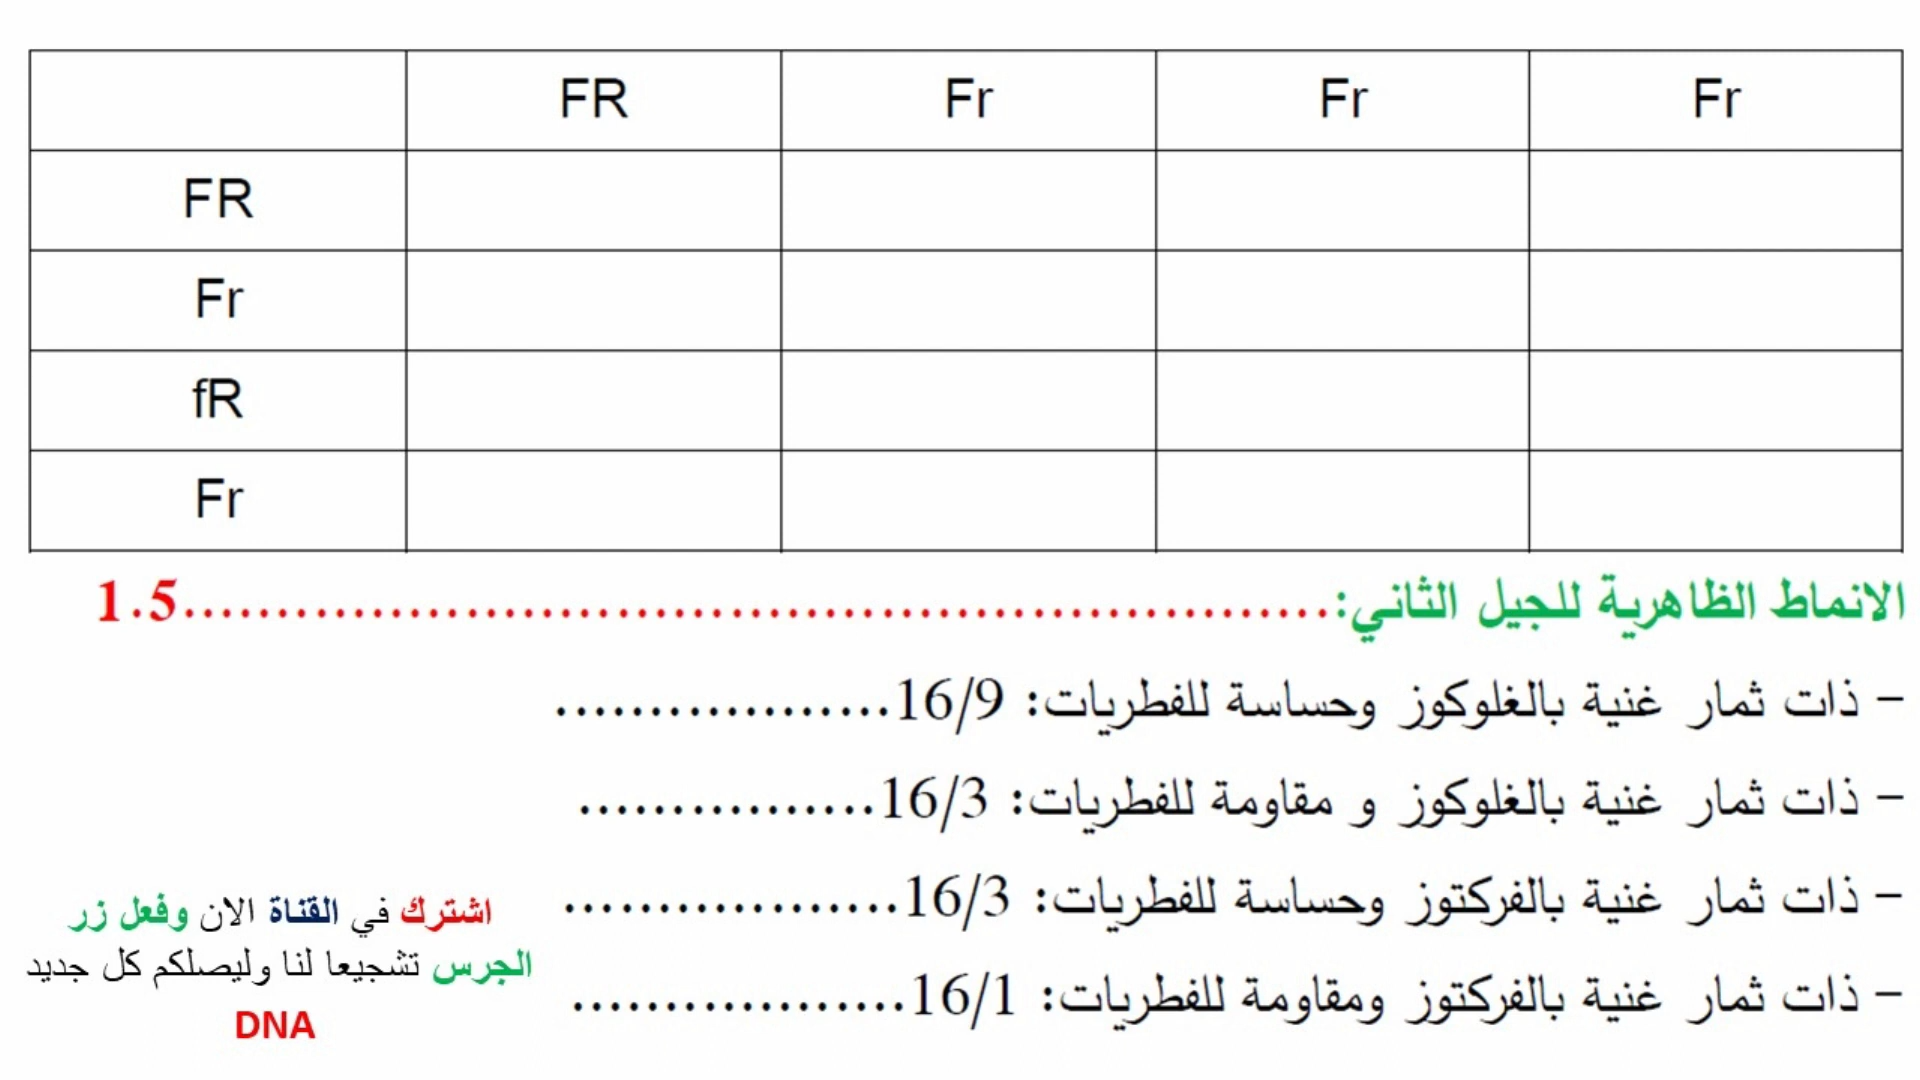 FR Fr Fr Fr
FR
Fr
fR
Fr
الانماط الظاهرية للجيل الثاني:..............................................................1.5
- ذات ثمار غنية بالغلوكوز وحساسة للفطريات: 16/9..................
- ذات ثمار غنية بالغلوكوز و مقاومة للفطريات: 16/3................
- ذات ثمار غنية بالفركتوز وحساسة للفطريات: 16/3..................
- ذات ثمار غنية بالفركتوز ومقاومة للفطريات: 16/1..................
اشترك في القناة الان وفعل زر
الجرس تشجيعا لنا وليصلكم كل جديد
DNA